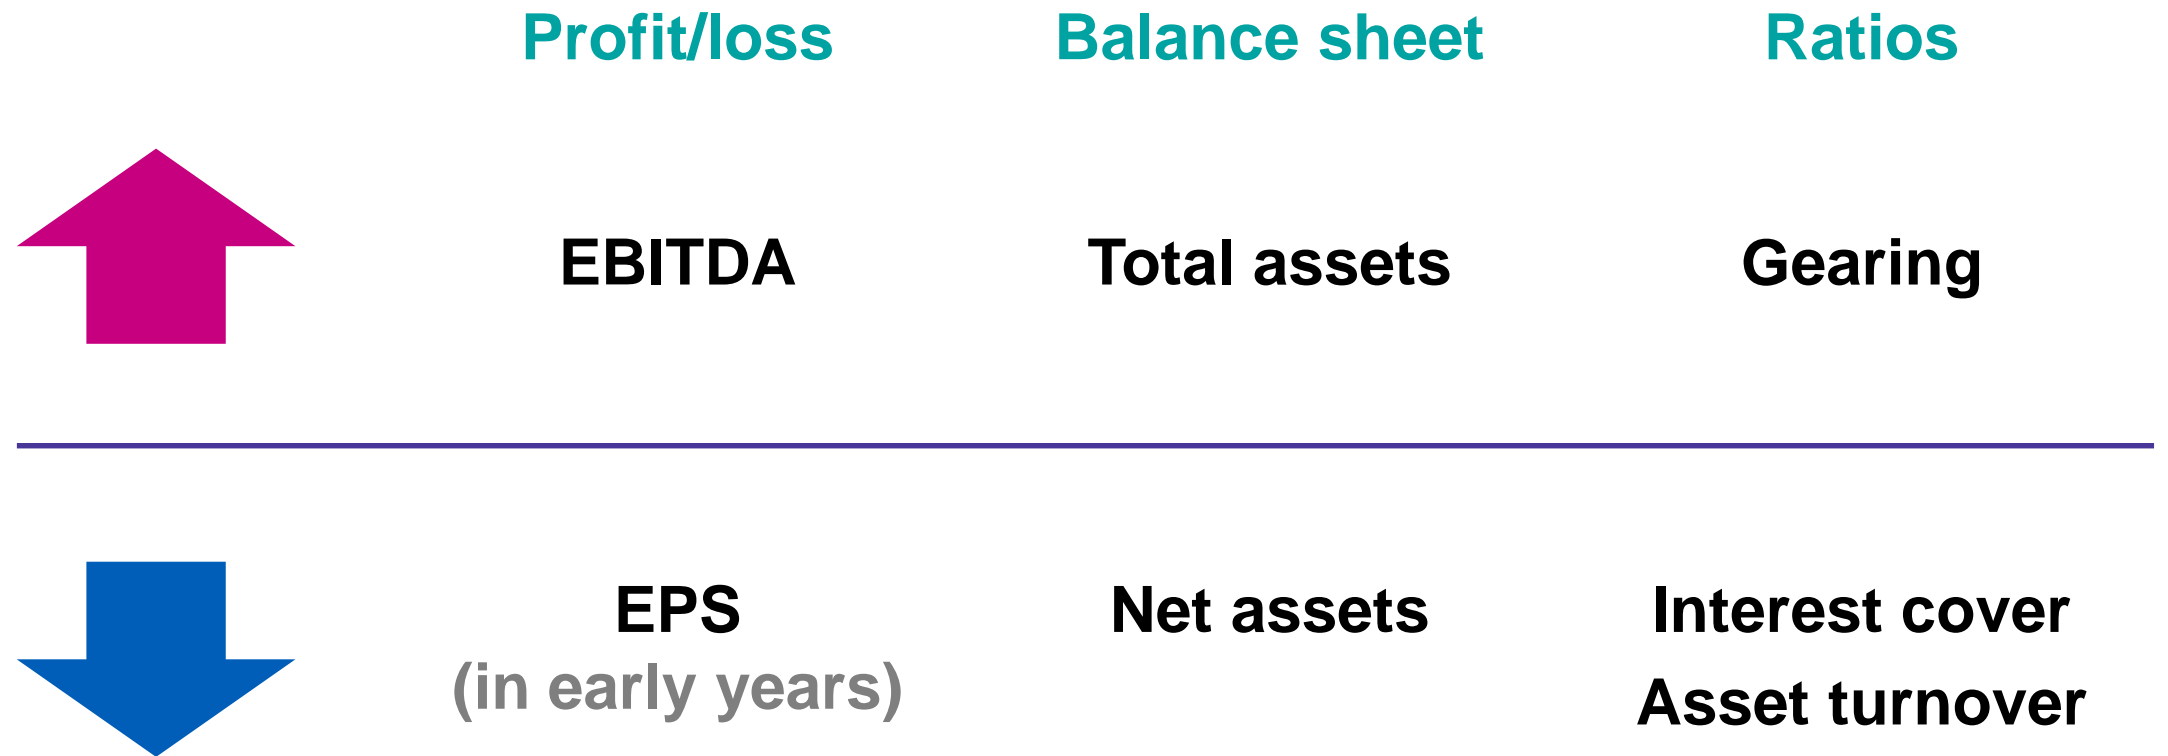 Profit/loss Balance sheet Ratios
EBITDA Total assets Gearing
EPS Net assets Interest cover
(in early years) Asset turnover